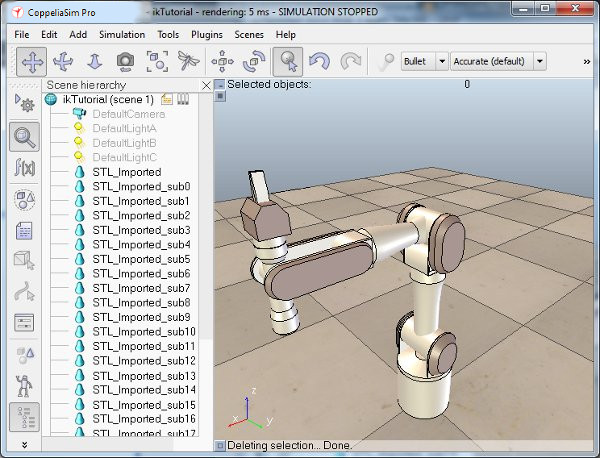 CoppeliaSim Pro - ikTutorial - rendering: 5 ms - SIMULATION STOPPED
File Edit Add Simulation Tools Plugins Scenes Help
Bullet Accurate (default) »
Scene hierarchy
Selected objects: 0
ikTutorial (scene 1)
DefaultCamera
DefaultLightA
DefaultLightB
DefaultLightC
STL_Imported
STL_Imported_sub0
STL_Imported_sub1
STL_Imported_sub2
STL_Imported_sub3
STL_Imported_sub4
STL_Imported_sub5
STL_Imported_sub6
STL_Imported_sub7
STL_Imported_sub8
STL_Imported_sub9
STL_Imported_sub10
STL_Imported_sub11
STL_Imported_sub12
STL_Imported_sub13
STL_Imported_sub14
STL_Imported_sub15
STL_Imported_sub16
STL_Imported_sub17
f(x)
z
x
y
Deleting selection... Done.